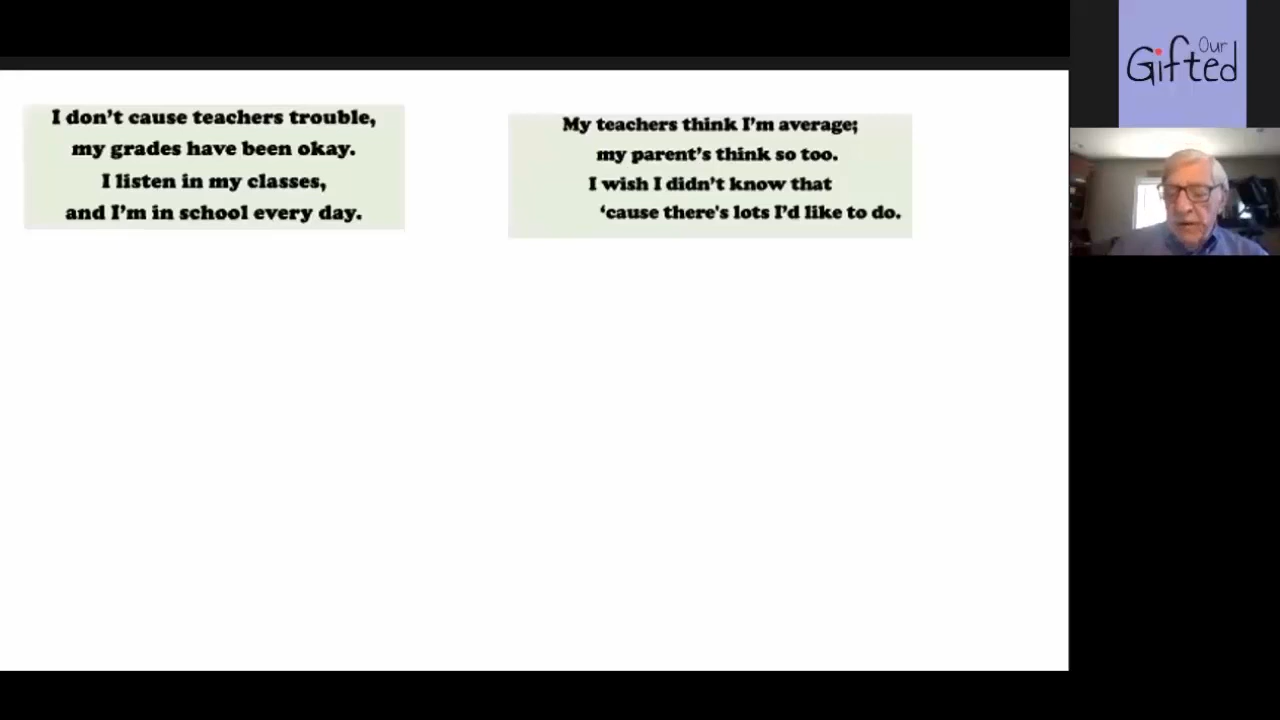 I don't cause teachers trouble,
my grades have been okay.
I listen in my classes,
and I'm in school every day.
My teachers think I'm average;
my parent's think so too.
I wish I didn't know that
‘cause there's lots I'd like to do.
Our
Gifted